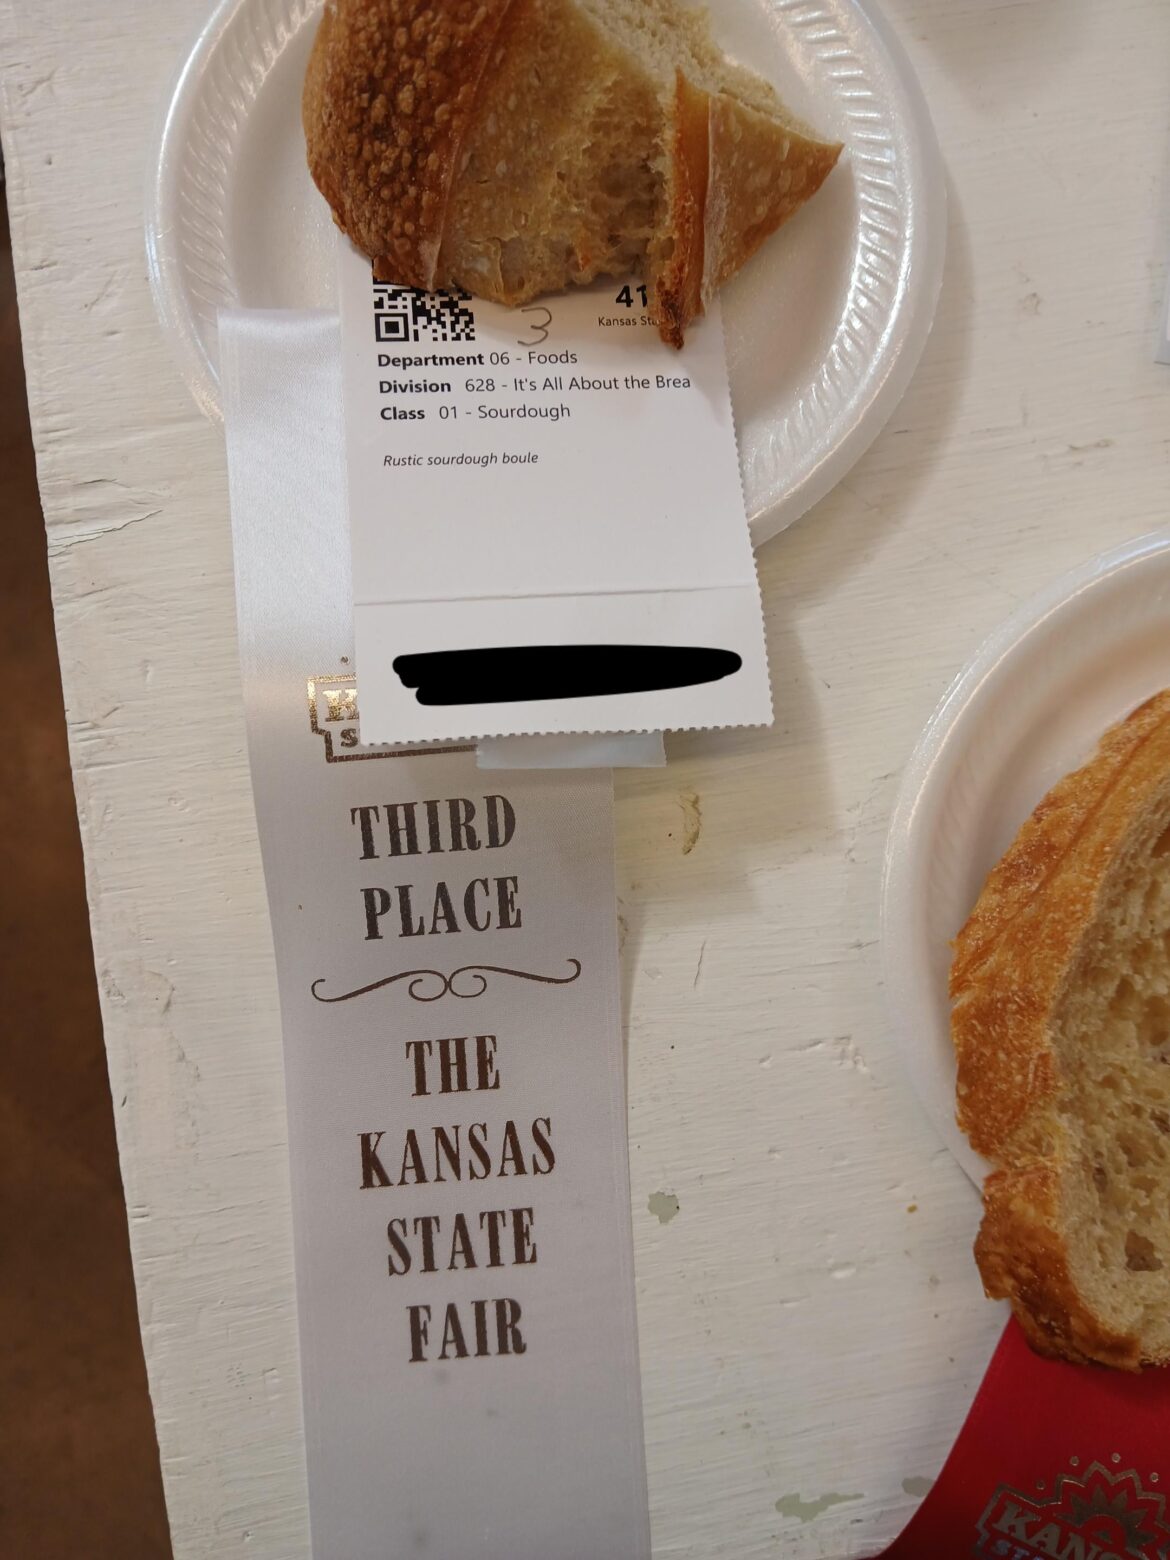 3
41
Kansas Sta
Department 06 - Foods
Division 628 - It's All About the Brea
Class 01 - Sourdough
Rustic sourdough boule
THIRD
PLACE
THE
KANSAS
STATE
FAIR
KANS